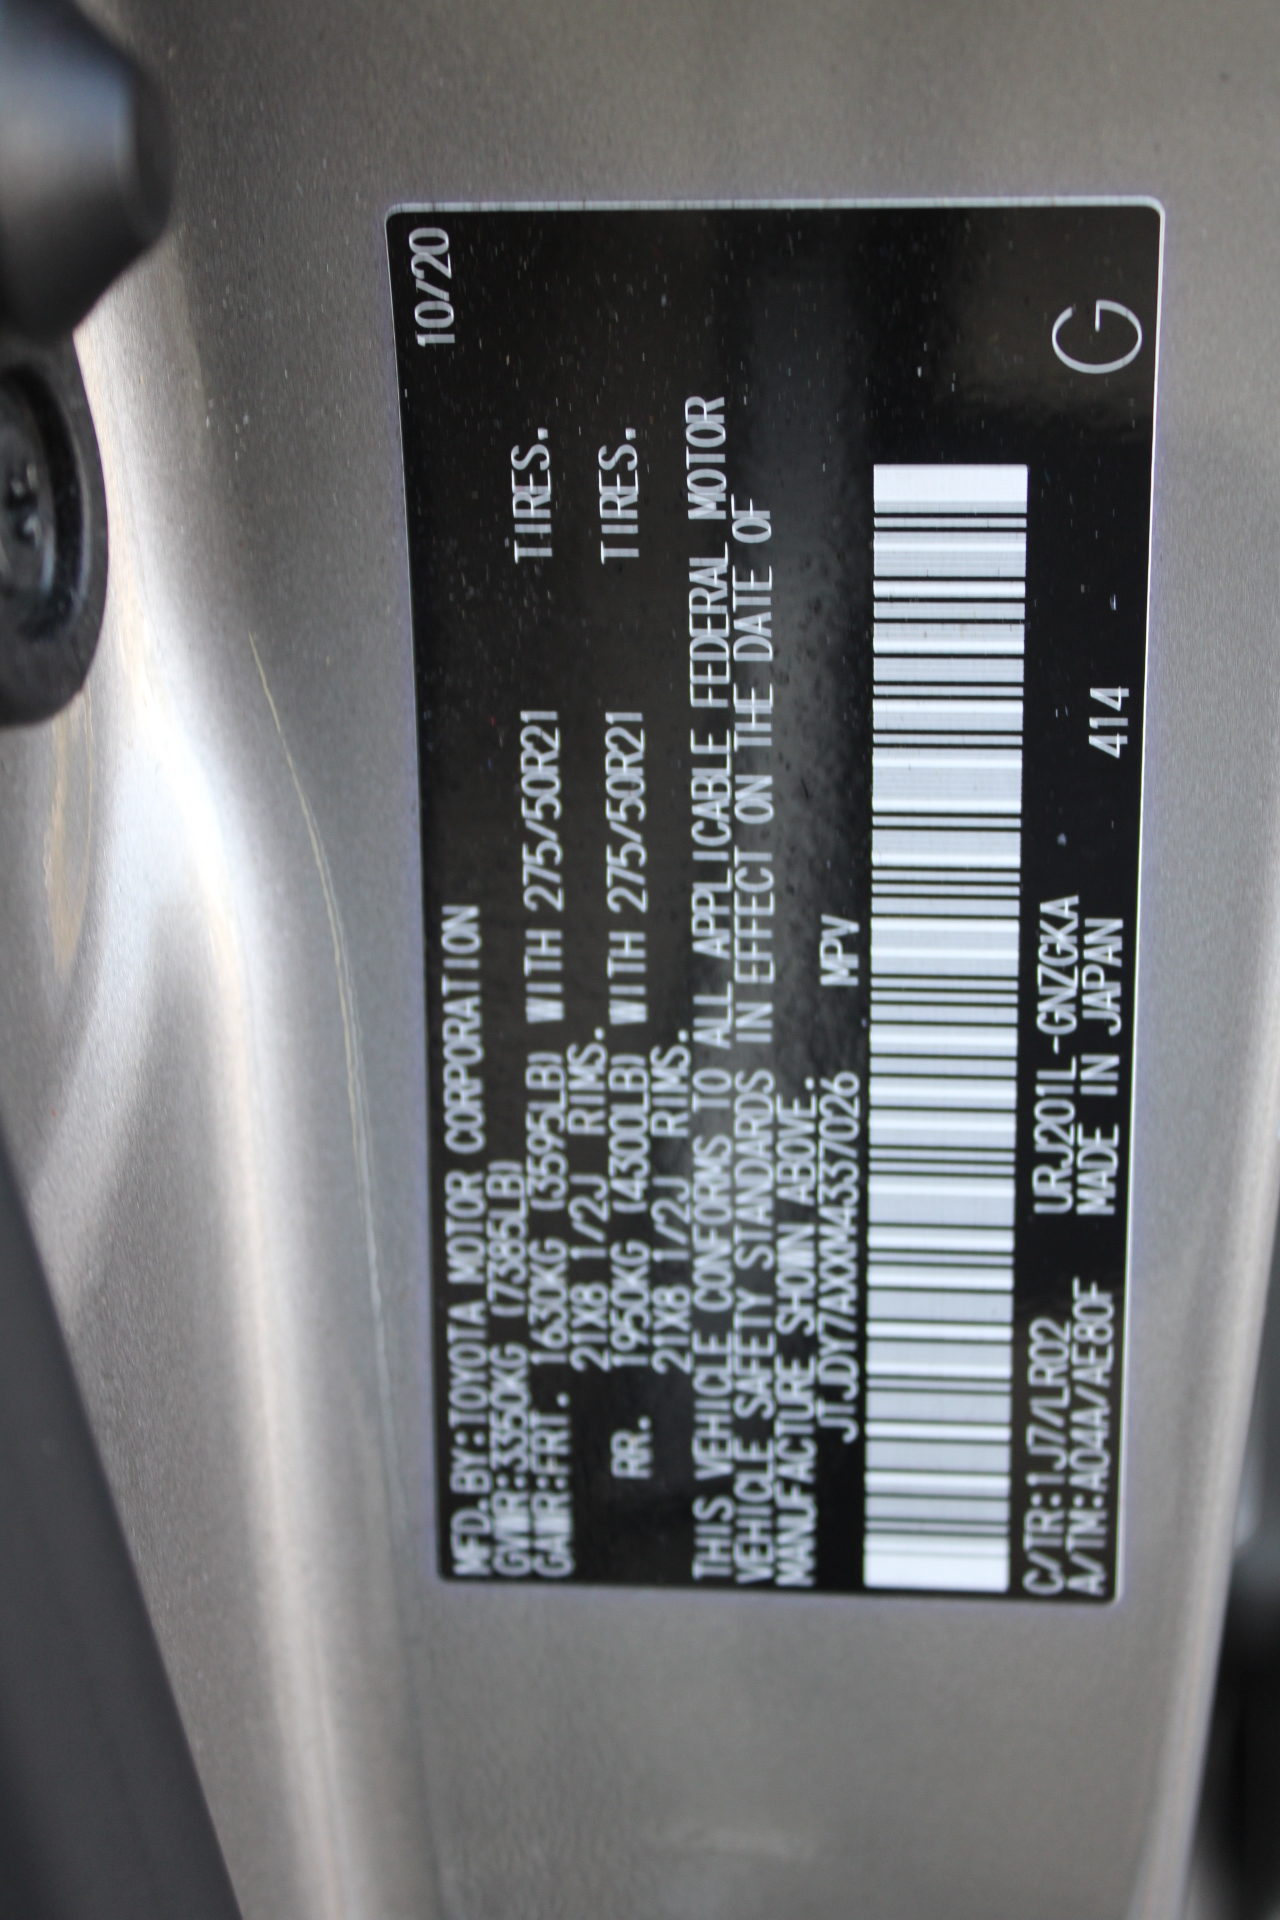 MFD.BY:TOYOTA MOTOR CORPORATION 10/20
GVWR:3350KG (7385LB)
GAWR:FRT. 1630KG (3595LB) WITH 275/50R21 TIRES.
21X8 1/2J RIMS.
RR. 1950KG (4300LB) WITH 275/50R21 TIRES.
21X8 1/2J RIMS.
THIS VEHICLE CONFORMS TO ALL APPLICABLE FEDERAL MOTOR
VEHICLE SAFETY STANDARDS IN EFFECT ON THE DATE OF
MANUFACTURE SHOWN ABOVE.
JTJDY7AXXM4337026 MPV
C/TR:1J7/LR02 URJ201L-GNZGKA
A/TM:A04A/AE80F MADE IN JAPAN 414
G